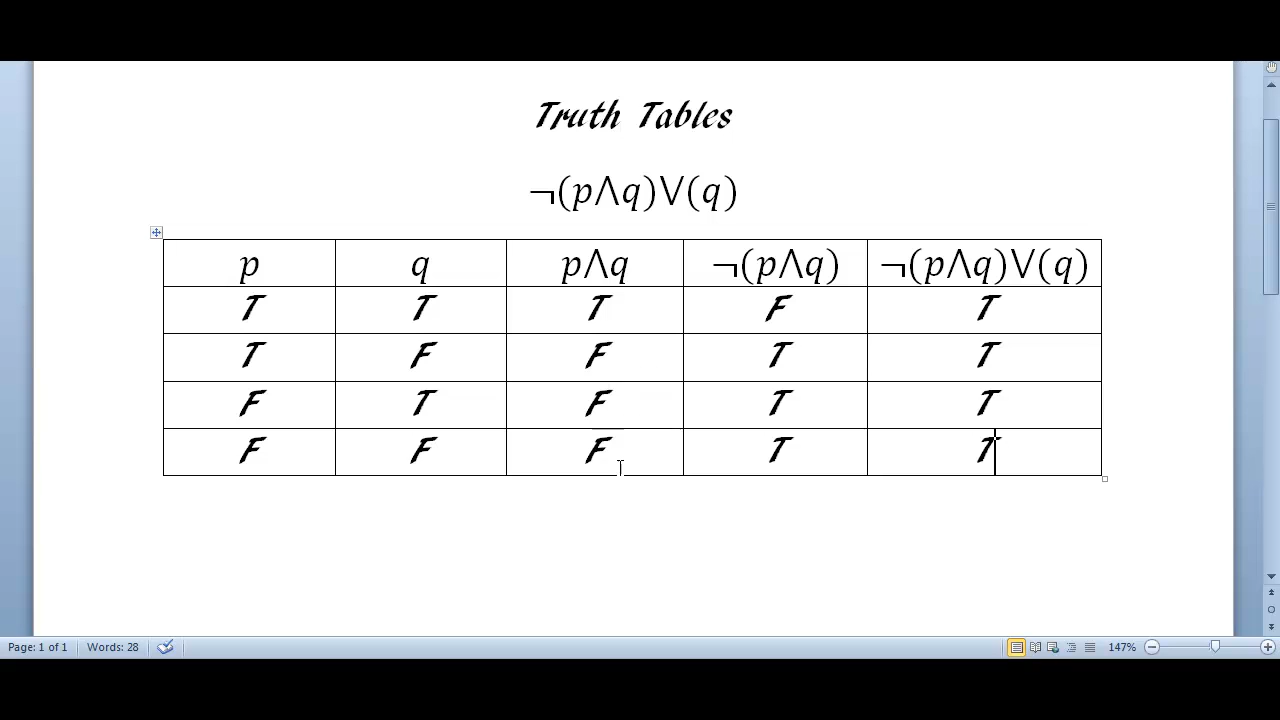 Truth Tables
¬(p⋀q)⋁(q)
p q p⋀q ¬(p⋀q) ¬(p⋀q)⋁(q)
T T T F T
T F F T T
F T F T T
F F F T T
Page: 1 of 1 Words: 28 147%